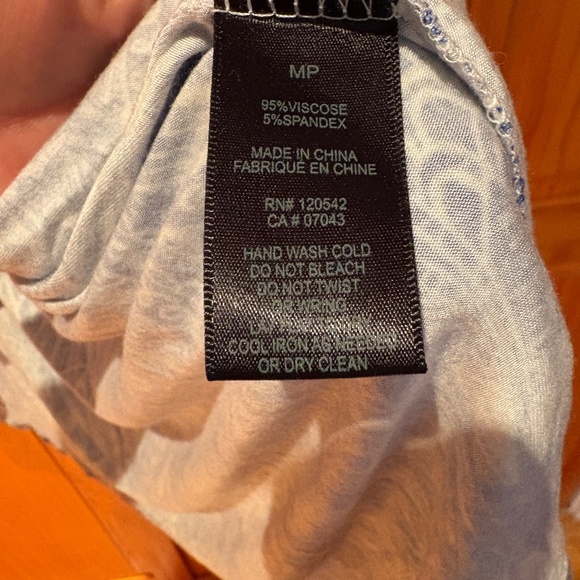 MP
95%VISCOSE
5%SPANDEX
MADE IN CHINA
FABRIQUE EN CHINE
RN# 120542
CA # 07043
HAND WASH COLD
DO NOT BLEACH
DO NOT TWIST
OR WRING
LAY
COOL IRON AS NEEDED
OR DRY CLEAN